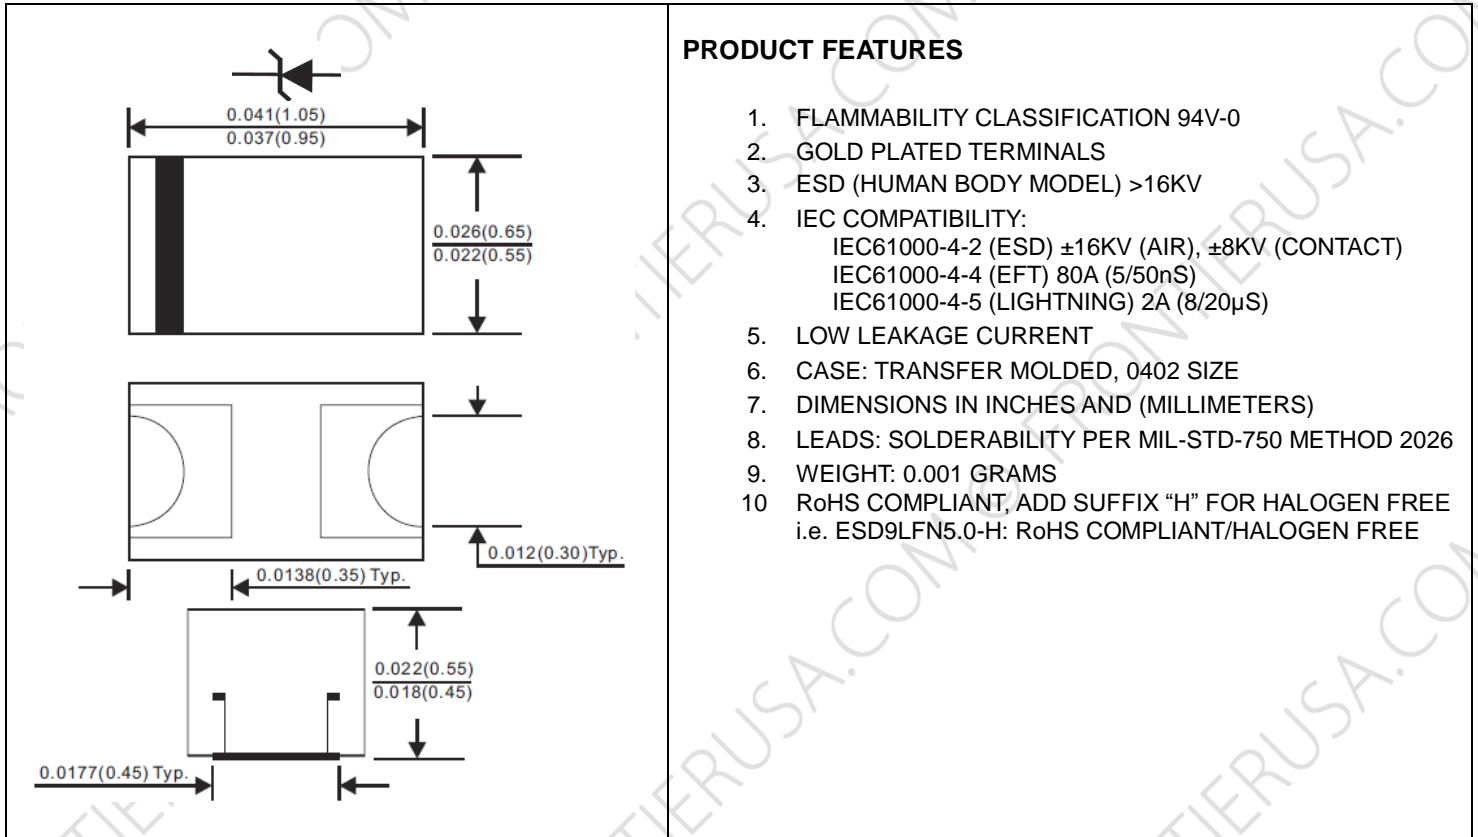 0.041(1.05)
0.037(0.95)
0.026(0.65)
0.022(0.55)
0.012(0.30)Typ.
0.0138(0.35) Typ.
0.022(0.55)
0.018(0.45)
0.0177(0.45) Typ.
PRODUCT FEATURES
1. FLAMMABILITY CLASSIFICATION 94V-0
2. GOLD PLATED TERMINALS
3. ESD (HUMAN BODY MODEL) >16KV
4. IEC COMPATIBILITY:
IEC61000-4-2 (ESD) ±16KV (AIR), ±8KV (CONTACT)
IEC61000-4-4 (EFT) 80A (5/50nS)
IEC61000-4-5 (LIGHTNING) 2A (8/20µS)
5. LOW LEAKAGE CURRENT
6. CASE: TRANSFER MOLDED, 0402 SIZE
7. DIMENSIONS IN INCHES AND (MILLIMETERS)
8. LEADS: SOLDERABILITY PER MIL-STD-750 METHOD 2026
9. WEIGHT: 0.001 GRAMS
10 RoHS COMPLIANT, ADD SUFFIX “H” FOR HALOGEN FREE
i.e. ESD9LFN5.0-H: RoHS COMPLIANT/HALOGEN FREE
TIERUSA.COM © FRONTIERUSA.COM